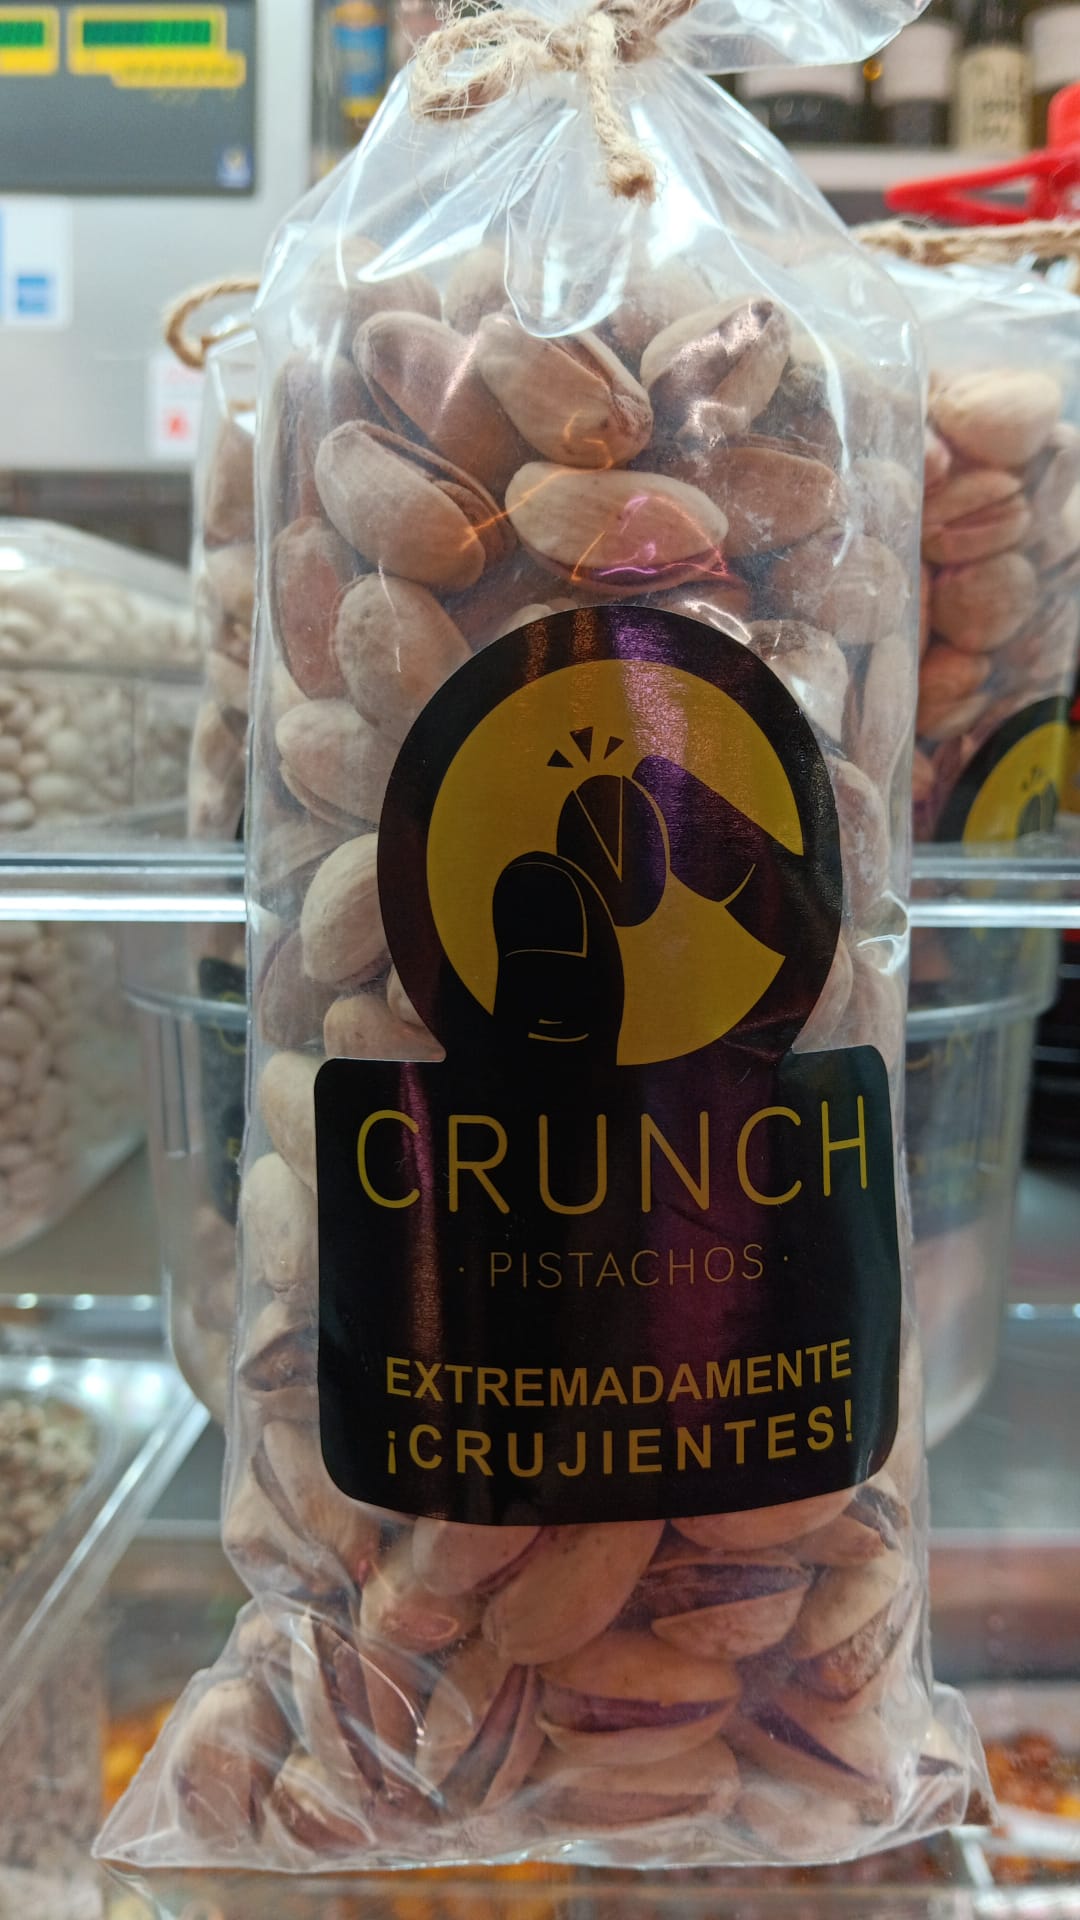 CRUNCH
· PISTACHOS ·
EXTREMADAMENTE
¡CRUJIENTES!